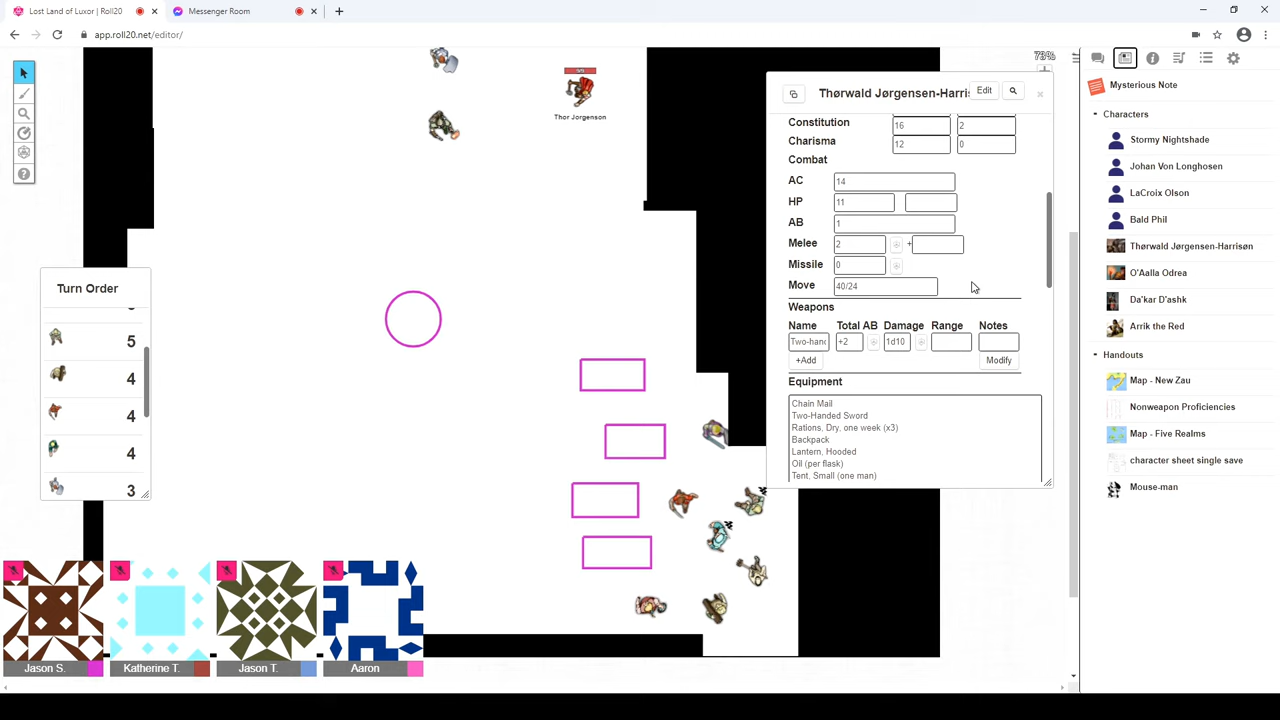 Lost Land of Luxor | Roll20
Messenger Room
app.roll20.net/editor/
73%
9/9
Thor Jorgenson
Turn Order
5
4
4
4
3
Thørwald Jørgensen-Harris
Edit
Constitution 16 2
Charisma 12 0
Combat
AC 14
HP 11
AB 1
Melee 2 +
Missile 0
Move 40/24
Weapons
Name Total AB Damage Range Notes
Two-hand +2 1d10
+Add Modify
Equipment
Chain Mail
Two-Handed Sword
Rations, Dry, one week (x3)
Backpack
Lantern, Hooded
Oil (per flask)
Tent, Small (one man)
Mysterious Note
Characters
Stormy Nightshade
Johan Von Longhosen
LaCroix Olson
Bald Phil
Thørwald Jørgensen-Harrisøn
O'Aalla Odrea
Da'kar D'ashk
Arrik the Red
Handouts
Map - New Zau
Nonweapon Proficiencies
Map - Five Realms
character sheet single save
Mouse-man
Jason S.
Katherine T.
Jason T.
Aaron